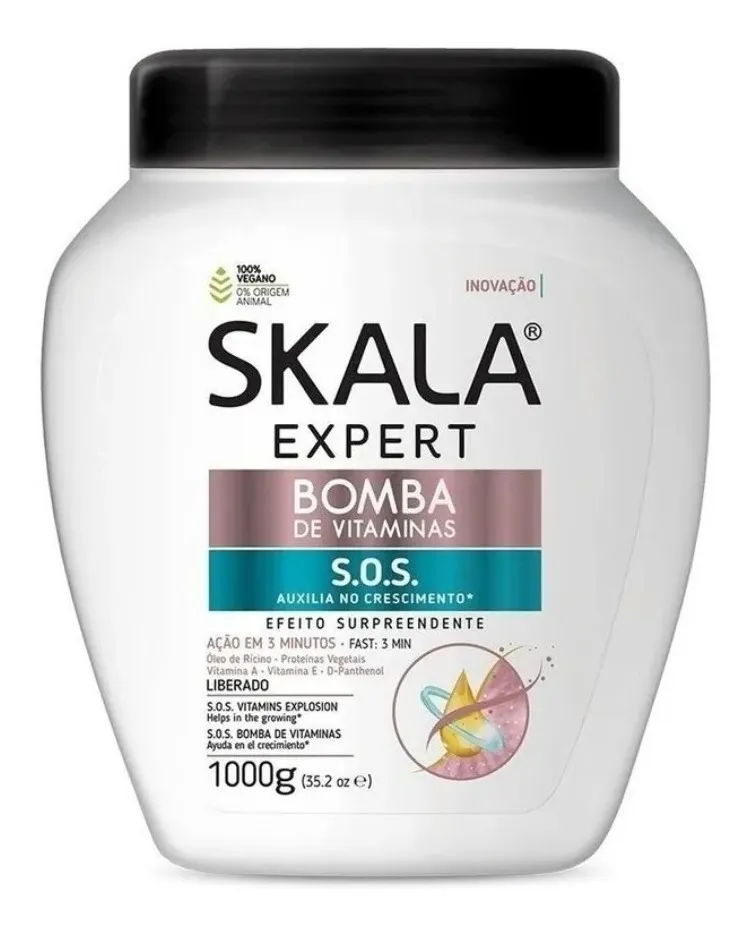 100%
VEGANO
0% ORIGEM
ANIMAL
INOVAÇÃO
SKALA®
EXPERT
BOMBA
DE VITAMINAS
S.O.S.
AUXILIA NO CRESCIMENTO*
EFEITO SURPREENDENTE
AÇÃO EM 3 MINUTOS · FAST: 3 MIN
Óleo de Rícino · Proteínas Vegetais
Vitamina A · Vitamina E · D-Panthenol
LIBERADO
S.O.S. VITAMINS EXPLOSION
Helps in the growing*
S.O.S. BOMBA DE VITAMINAS
Ayuda en el crecimiento*
1000g (35.2 oz ℮)